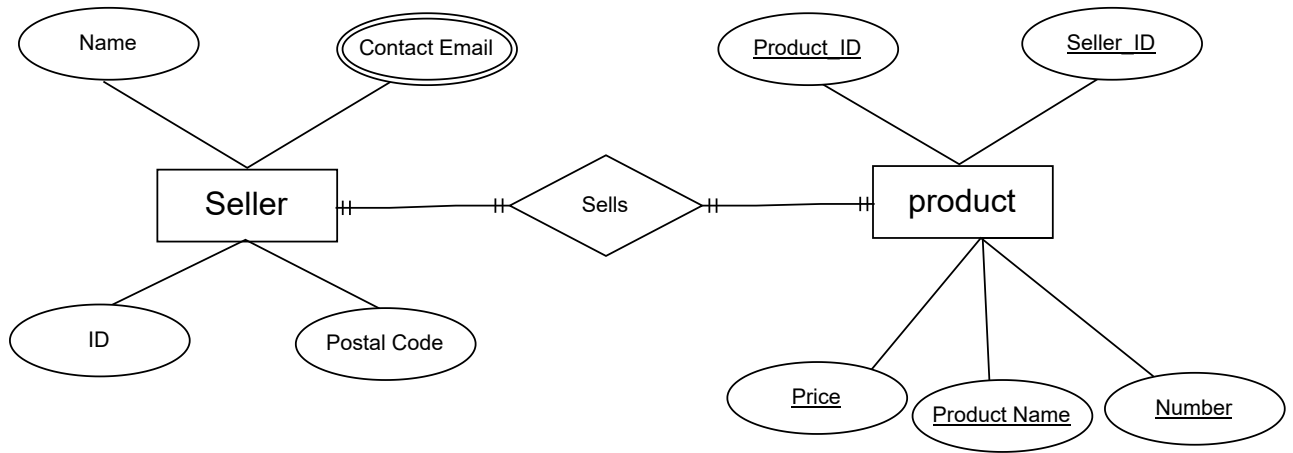 Name
Contact Email
Product_ID
Seller_ID
Seller
Sells
product
ID
Postal Code
Price
Product Name
Number